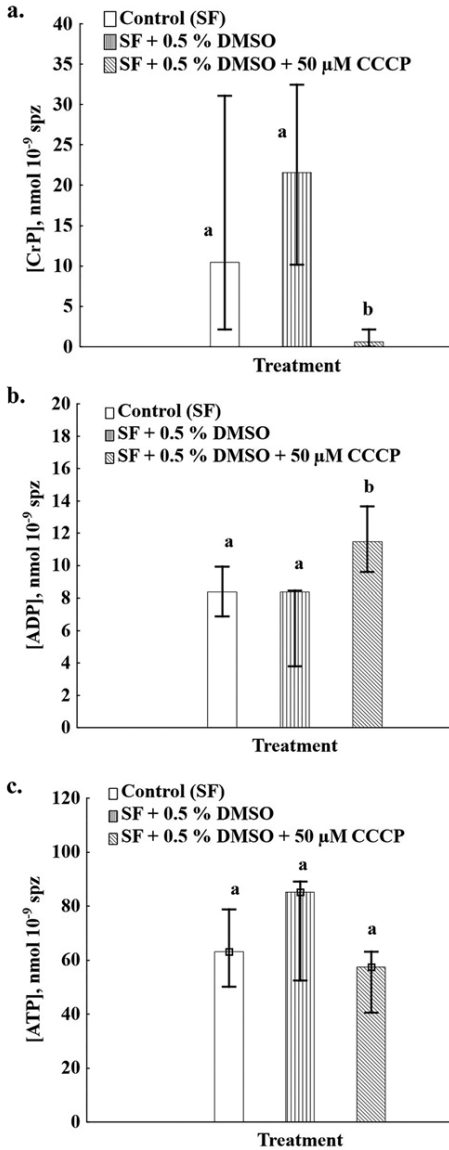 a.
Control (SF)
SF + 0.5 % DMSO
SF + 0.5 % DMSO + 50 µM CCCP
[CrP], nmol 10⁻⁹ spz
40
35
30
25
20
15
10
5
0
a
a
b
Treatment
b.
Control (SF)
SF + 0.5 % DMSO
SF + 0.5 % DMSO + 50 µM CCCP
[ADP], nmol 10⁻⁹ spz
20
18
16
14
12
10
8
6
4
2
0
a
a
b
Treatment
c.
Control (SF)
SF + 0.5 % DMSO
SF + 0.5 % DMSO + 50 µM CCCP
[ATP], nmol 10⁻⁹ spz
120
100
80
60
40
20
0
a
a
a
Treatment